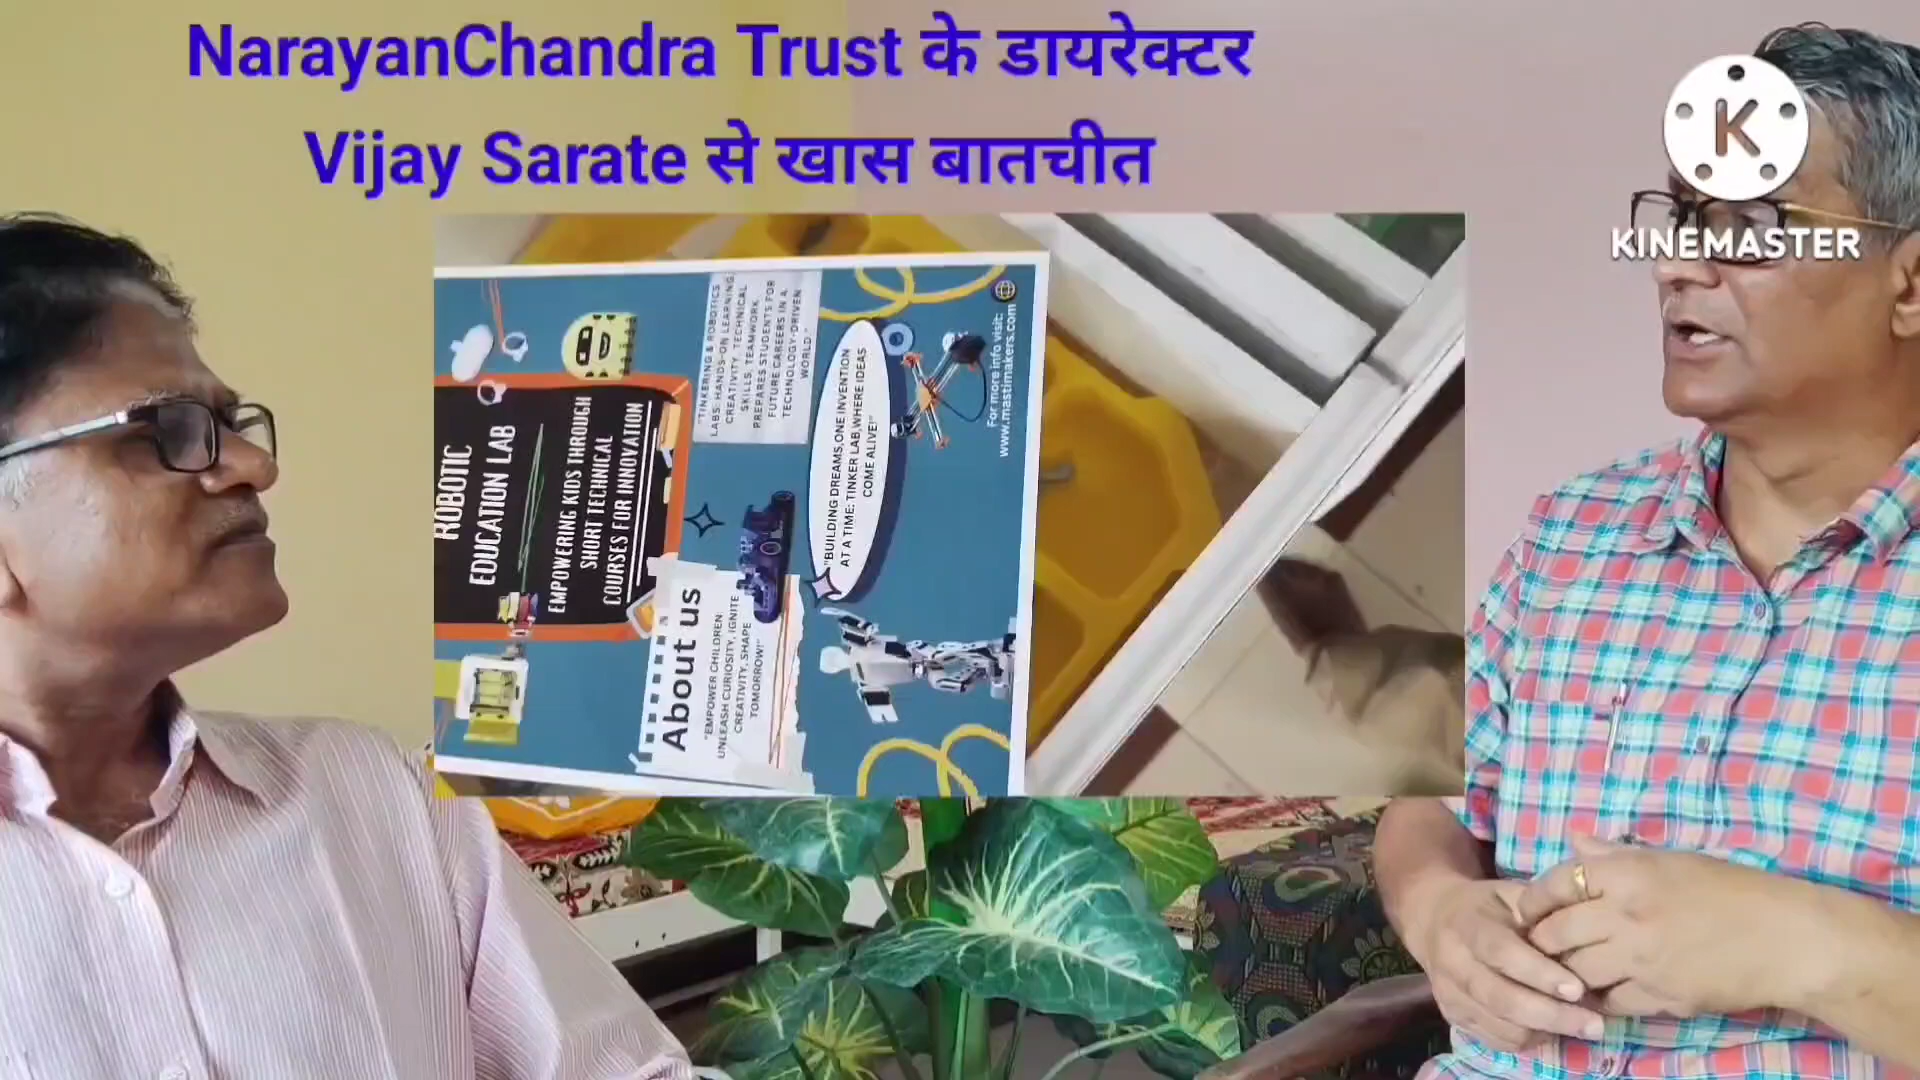 NarayanChandra Trust के डायरेक्टर
Vijay Sarate से खास बातचीत
K
KINEMASTER
ROBOTIC
EDUCATION LAB
EMPOWERING KIDS THROUGH
SHORT TECHNICAL
COURSES FOR INNOVATION
About us
"EMPOWER CHILDREN:
UNLEASH CURIOSITY, IGNITE
CREATIVITY, SHAPE
TOMORROW!"
"TINKERING & ROBOTICS
LABS: HANDS-ON LEARNING,
CREATIVITY, TECHNICAL
SKILLS, TEAMWORK
PREPARES STUDENTS FOR
FUTURE CAREERS IN A
TECHNOLOGY-DRIVEN
WORLD."
"BUILDING DREAMS,ONE INVENTION
AT A TIME: TINKER LAB,WHERE IDEAS
COME ALIVE!"
For more info visit:
www.mastimakers.com